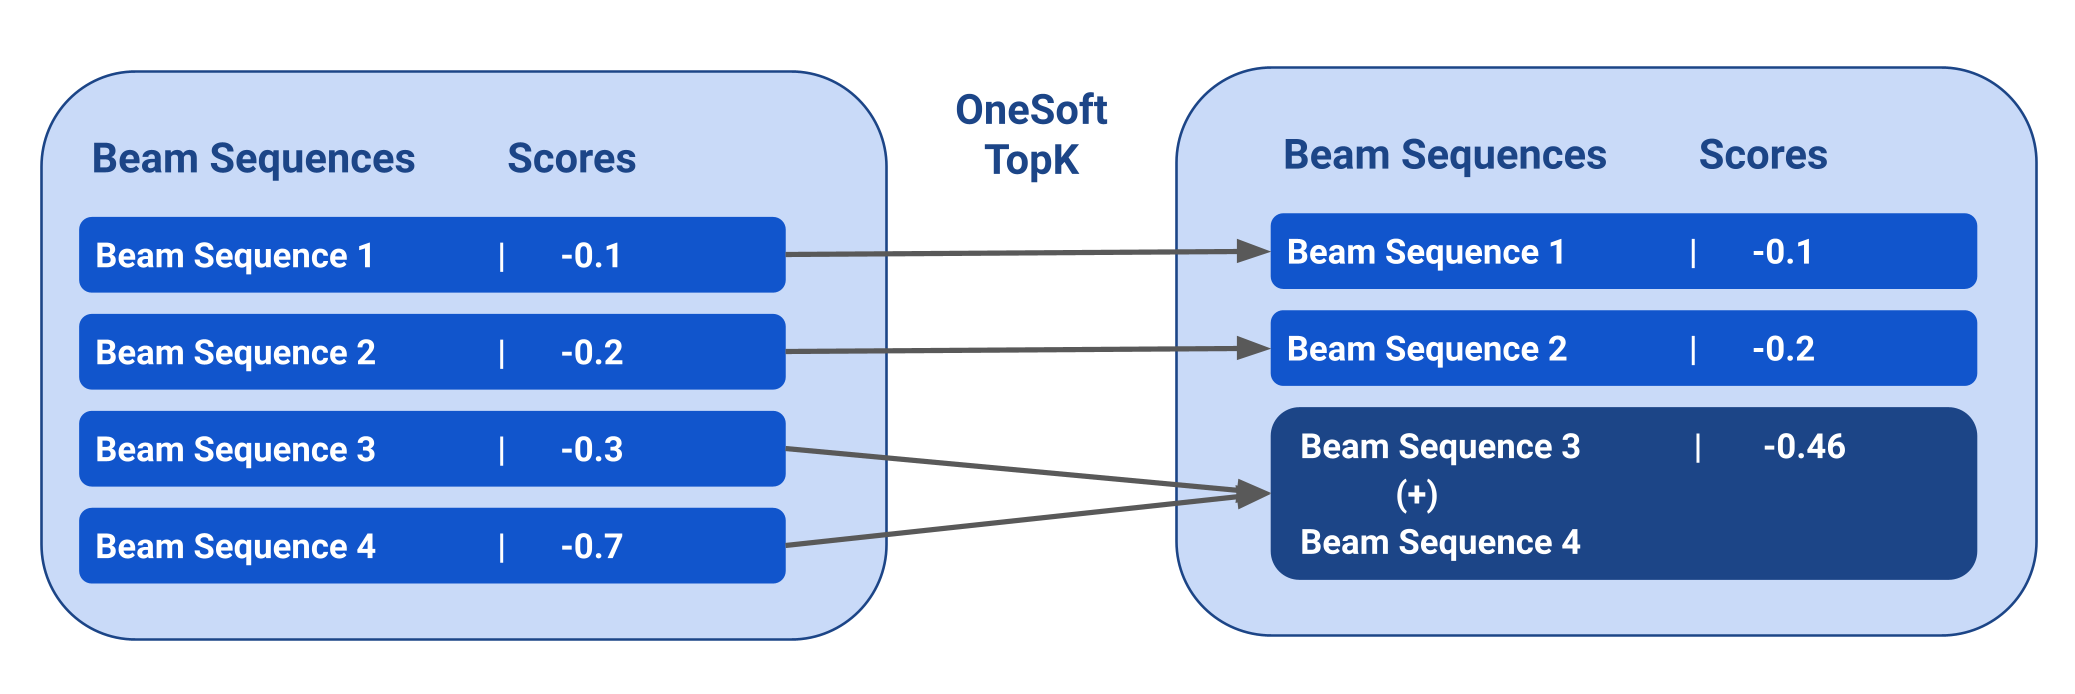 Beam Sequences Scores
Beam Sequence 1 | -0.1
Beam Sequence 2 | -0.2
Beam Sequence 3 | -0.3
Beam Sequence 4 | -0.7
OneSoft
TopK
Beam Sequences Scores
Beam Sequence 1 | -0.1
Beam Sequence 2 | -0.2
Beam Sequence 3 | -0.46
(+)
Beam Sequence 4